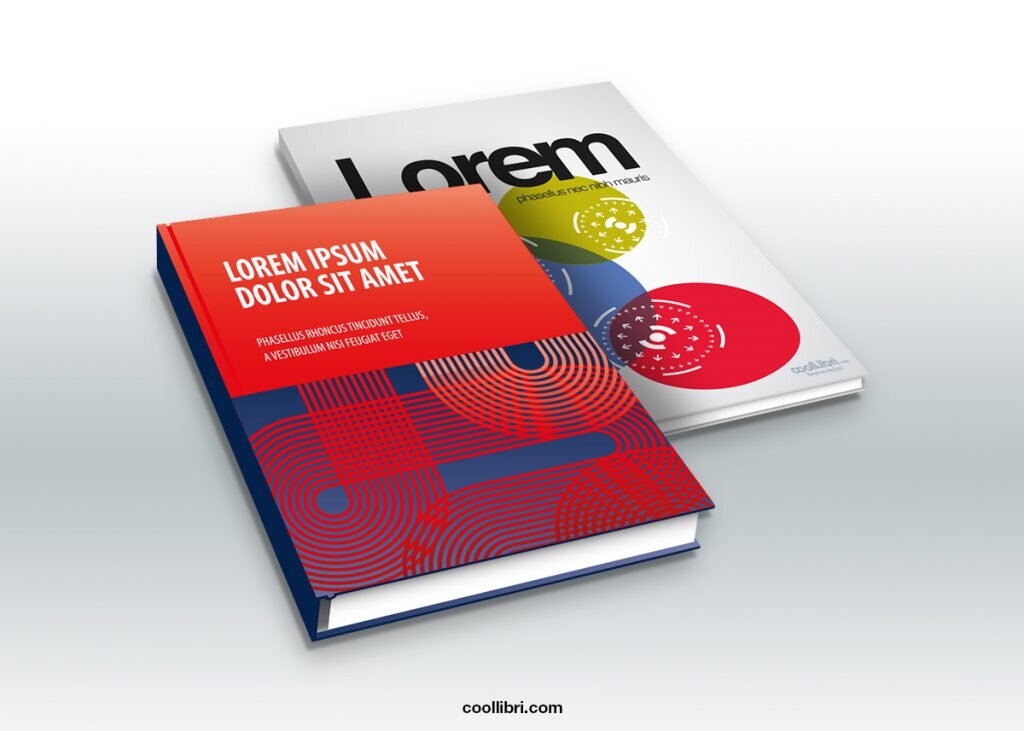 Lorem
phasellus nec nibh mauris
LOREM IPSUM
DOLOR SIT AMET
PHASELLUS RHONCUS TINCIDUNT TELLUS,
A VESTIBULUM NISI FEUGIAT EGET
coolLibri
coollibri.com